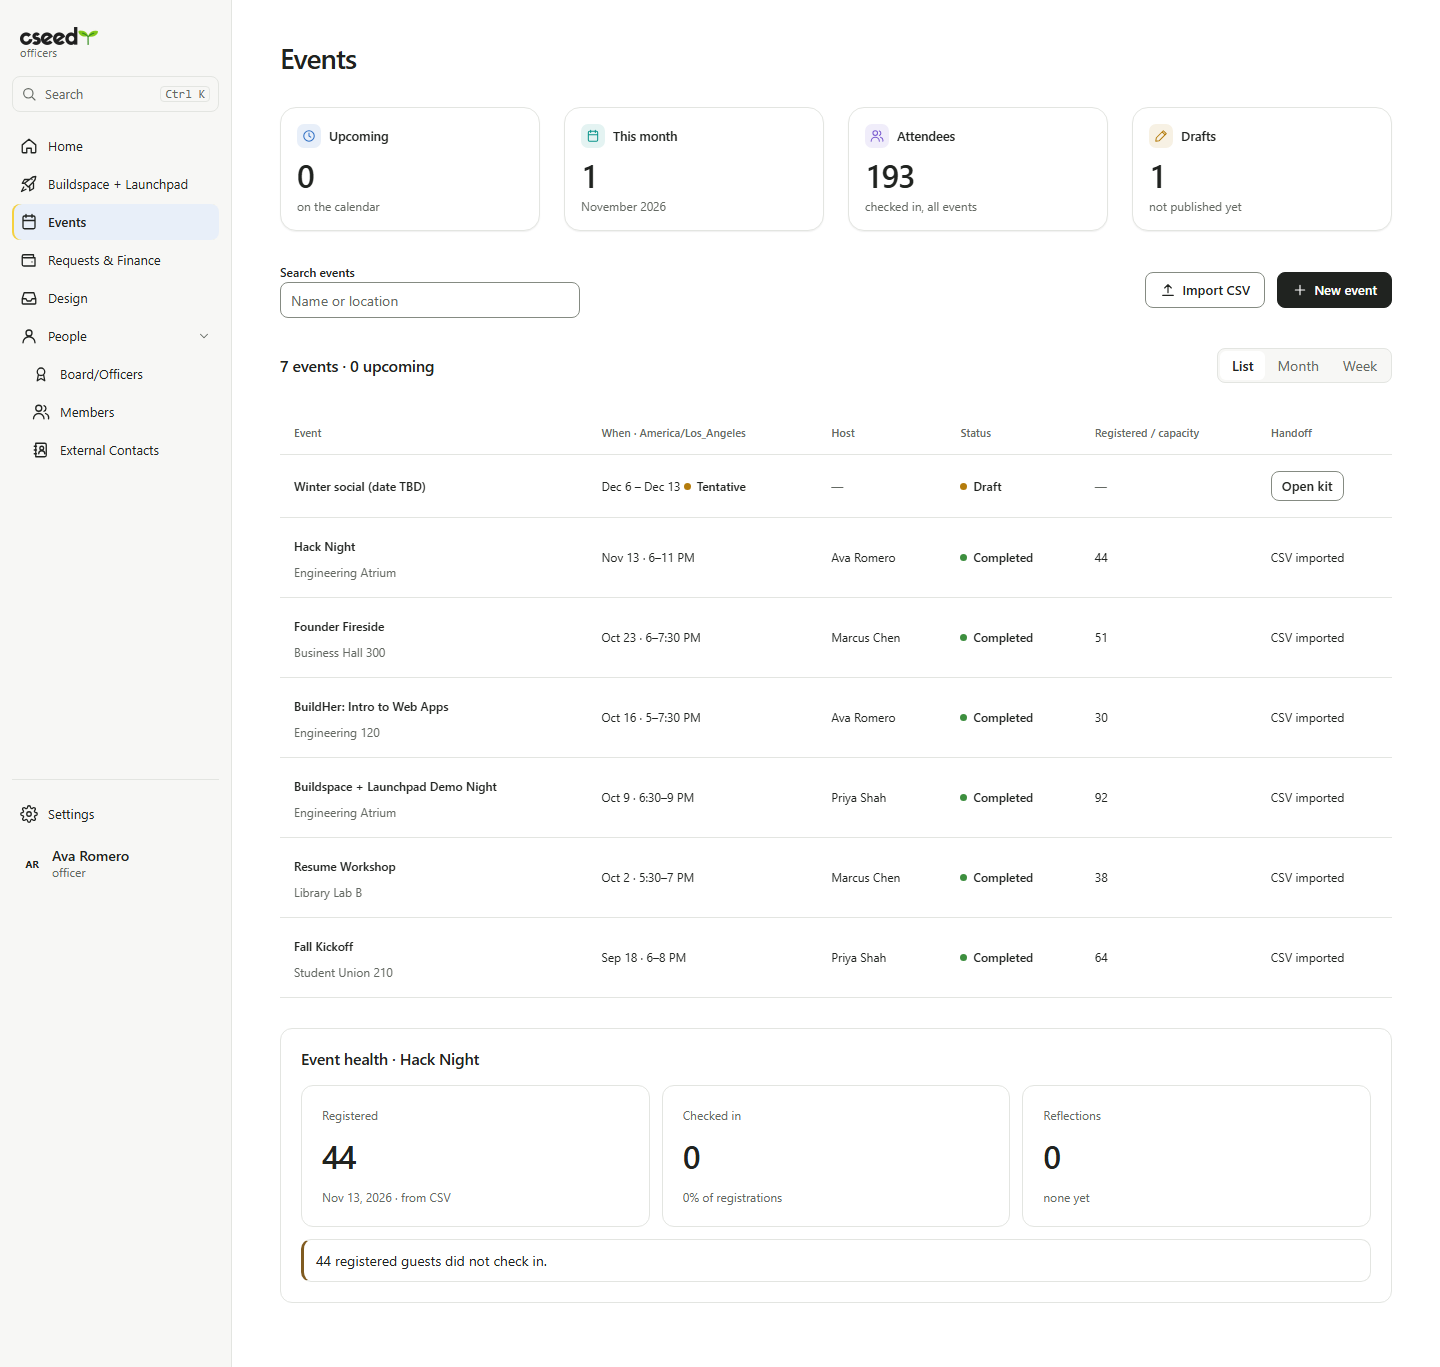 cseed
officers
Search
Ctrl K
Home
Buildspace + Launchpad
Events
Requests & Finance
Design
People
Board/Officers
Members
External Contacts
Settings
AR
Ava Romero
officer
Events
Upcoming
0
on the calendar
This month
1
November 2026
Attendees
193
checked in, all events
Drafts
1
not published yet
Search events
Name or location
Import CSV
New event
7 events · 0 upcoming
List Month Week
Event When · America/Los_Angeles Host Status Registered / capacity Handoff
Winter social (date TBD) Dec 6 – Dec 13 Tentative — Draft — Open kit
Hack Night
Engineering Atrium
Nov 13 · 6–11 PM Ava Romero Completed 44 CSV imported
Founder Fireside
Business Hall 300
Oct 23 · 6–7:30 PM Marcus Chen Completed 51 CSV imported
BuildHer: Intro to Web Apps
Engineering 120
Oct 16 · 5–7:30 PM Ava Romero Completed 30 CSV imported
Buildspace + Launchpad Demo Night
Engineering Atrium
Oct 9 · 6:30–9 PM Priya Shah Completed 92 CSV imported
Resume Workshop
Library Lab B
Oct 2 · 5:30–7 PM Marcus Chen Completed 38 CSV imported
Fall Kickoff
Student Union 210
Sep 18 · 6–8 PM Priya Shah Completed 64 CSV imported
Event health · Hack Night
Registered
44
Nov 13, 2026 · from CSV
Checked in
0
0% of registrations
Reflections
0
none yet
44 registered guests did not check in.